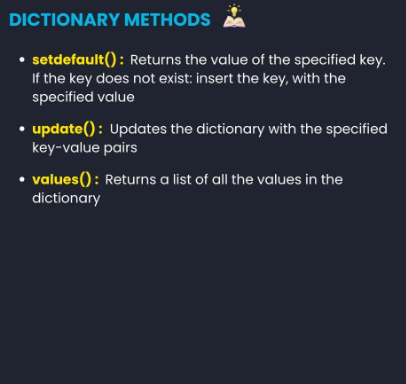 DICTIONARY METHODS
• setdefault() : Returns the value of the specified key.
If the key does not exist: insert the key, with the
specified value
• update() : Updates the dictionary with the specified
key-value pairs
• values() : Returns a list of all the values in the
dictionary